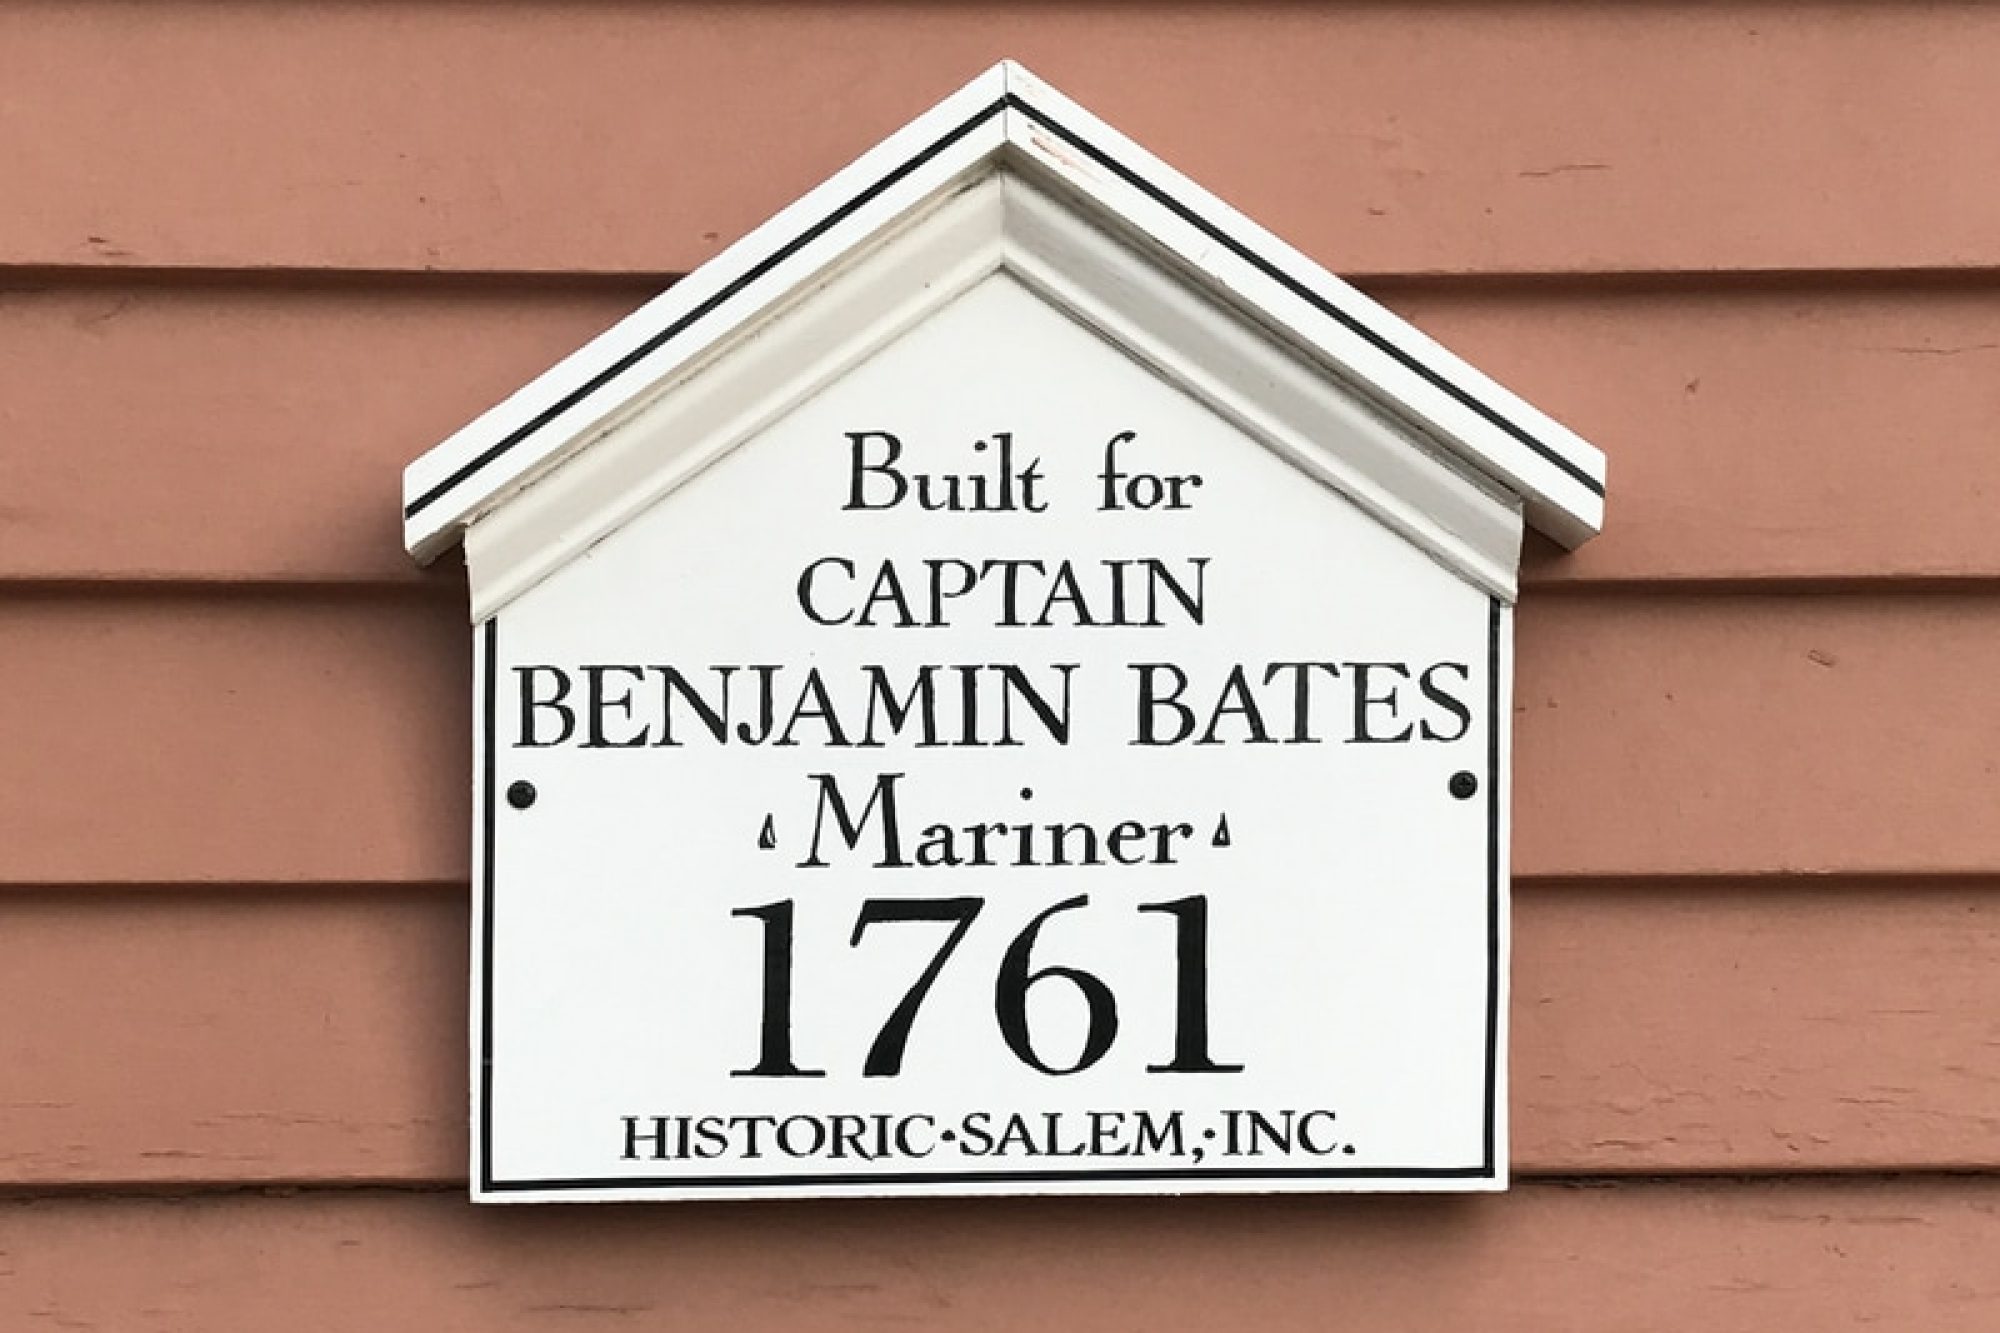 Built for
CAPTAIN
BENJAMIN BATES
Mariner
1761
HISTORIC·SALEM,·INC.